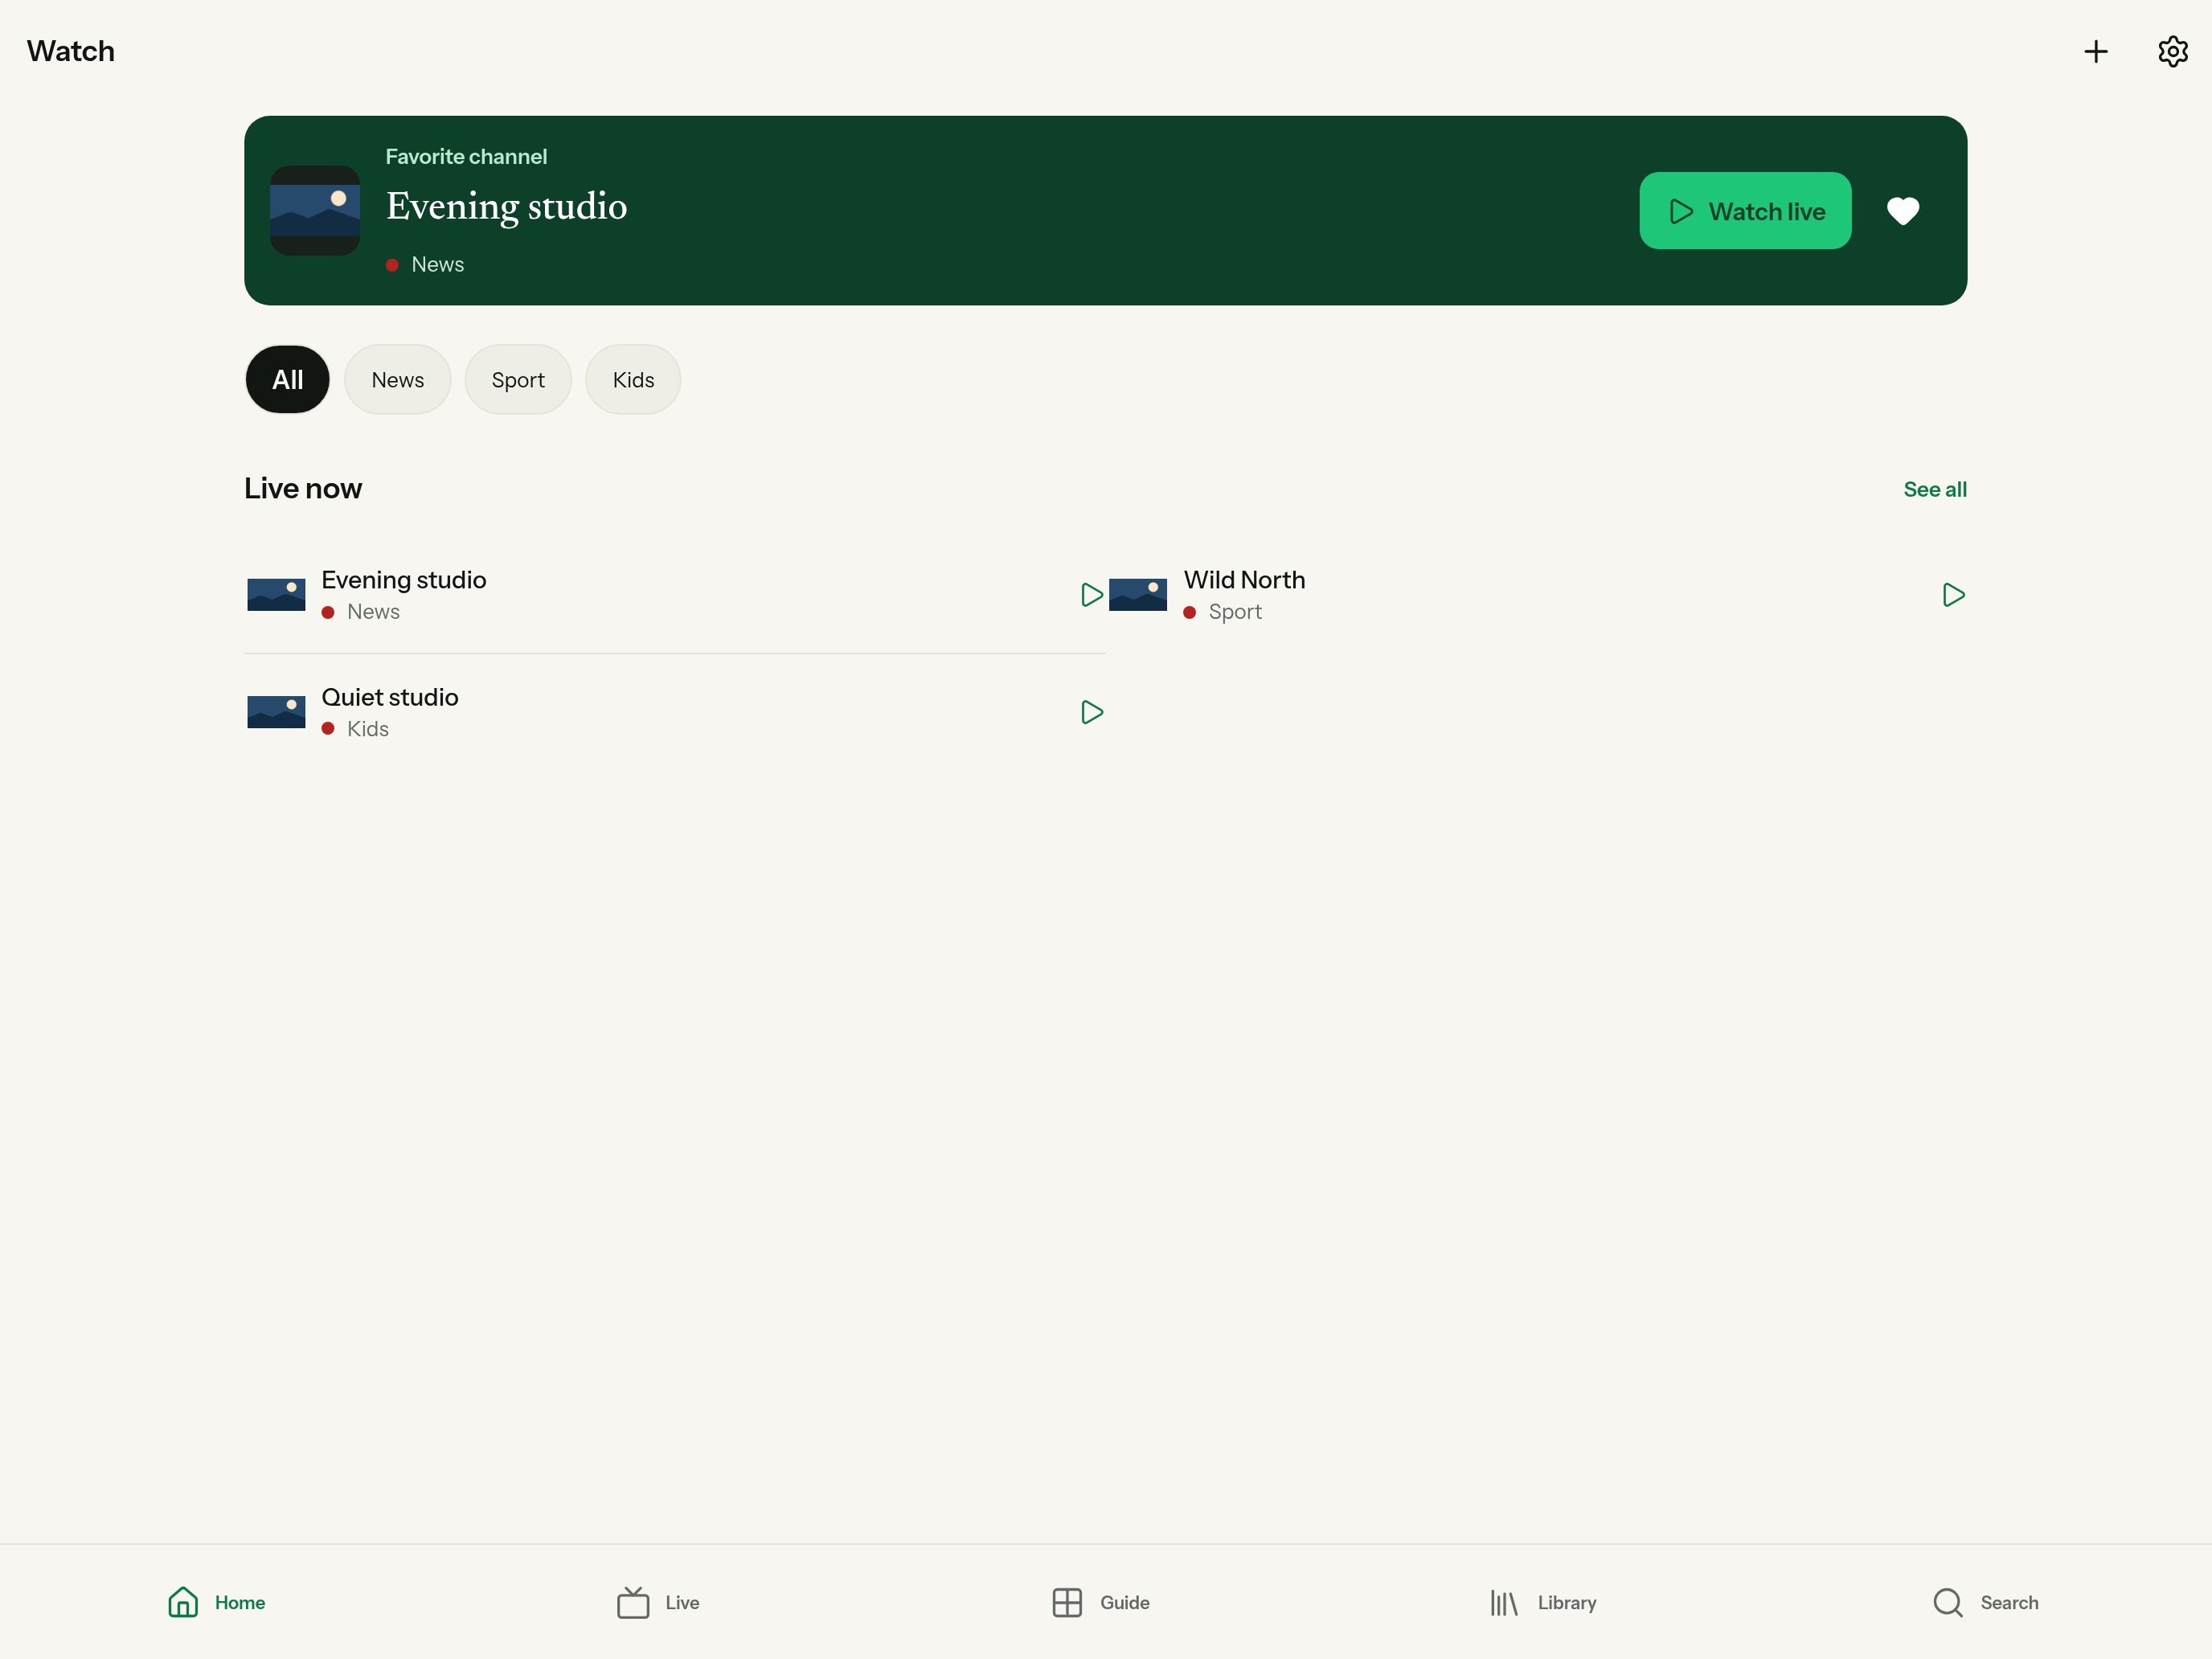 Watch
Favorite channel
Evening studio
News
Watch live
All
News
Sport
Kids
Live now
See all
Evening studio
News
Wild North
Sport
Quiet studio
Kids
Home
Live
Guide
Library
Search